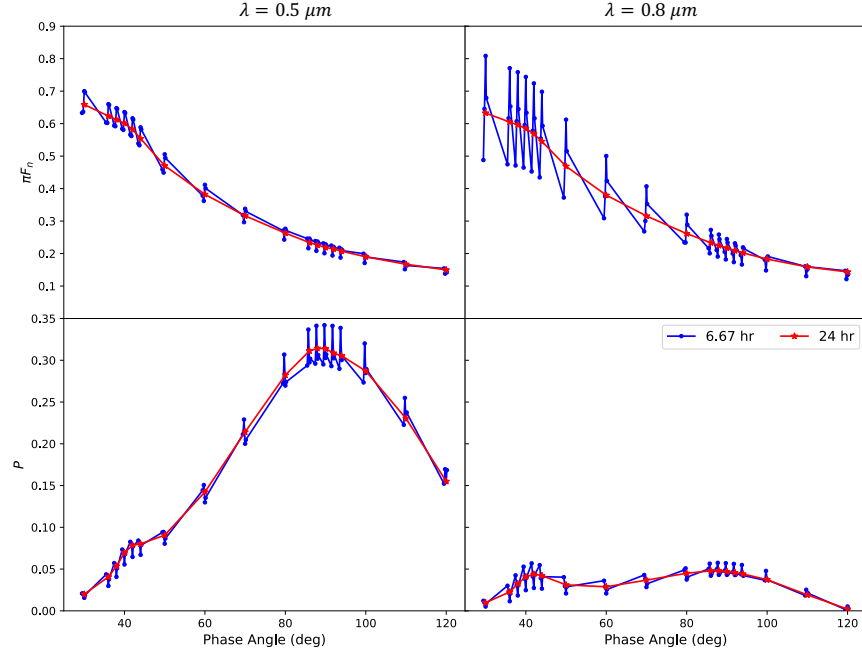 λ = 0.5 μm
λ = 0.8 μm
0.9
0.8
0.7
0.6
0.5
0.4
0.3
0.2
0.1
πFn
0.35
0.30
0.25
0.20
0.15
0.10
0.05
0.00
P
6.67 hr
24 hr
40 60 80 100 120
40 60 80 100 120
Phase Angle (deg)
Phase Angle (deg)